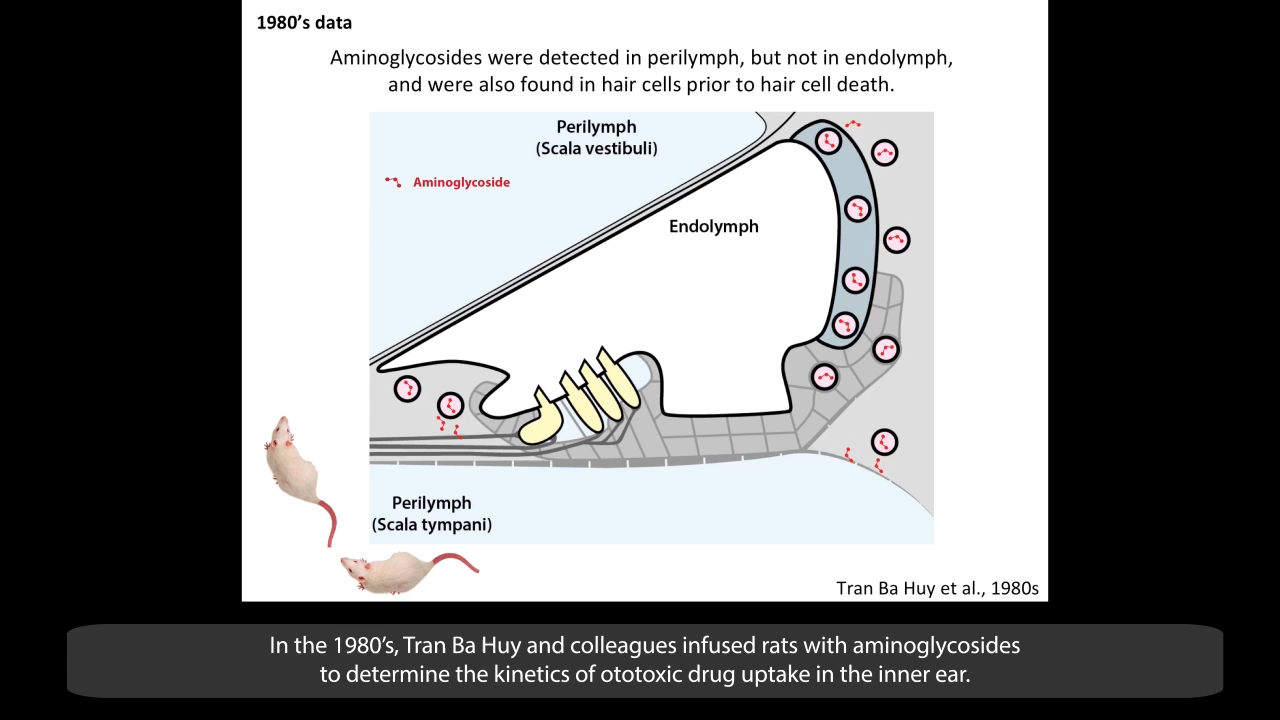 1980’s data
Aminoglycosides were detected in perilymph, but not in endolymph,
and were also found in hair cells prior to hair cell death.
Perilymph
(Scala vestibuli)
Aminoglycoside
Endolymph
Perilymph
(Scala tympani)
Tran Ba Huy et al., 1980s
In the 1980’s, Tran Ba Huy and colleagues infused rats with aminoglycosides
to determine the kinetics of ototoxic drug uptake in the inner ear.